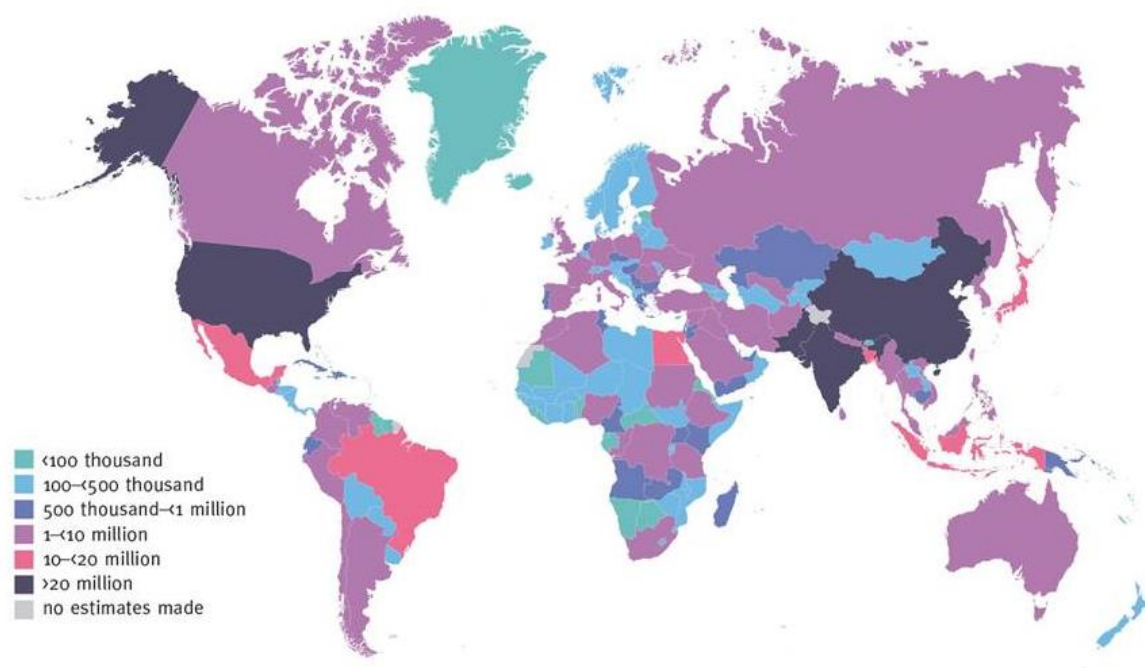 <100 thousand
100–<500 thousand
500 thousand–<1 million
1–<10 million
10–<20 million
>20 million
no estimates made